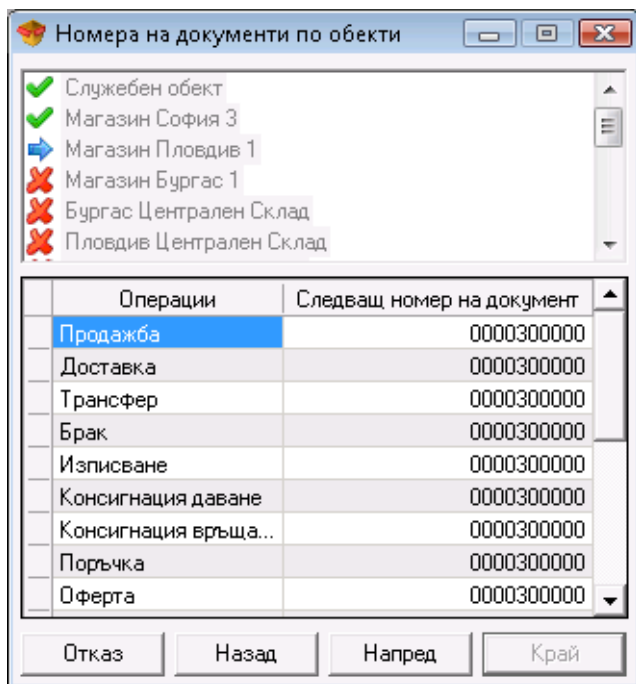 Номера на документи по обекти
Служебен обект
Магазин София 3
Магазин Пловдив 1
Магазин Бургас 1
Бургас Централен Склад
Пловдив Централен Склад
Операции Следващ номер на документ
Продажба 0000300000
Доставка 0000300000
Трансфер 0000300000
Брак 0000300000
Изписване 0000300000
Консигнация даване 0000300000
Консигнация връща... 0000300000
Поръчка 0000300000
Оферта 0000300000
Отказ Назад Напред Край